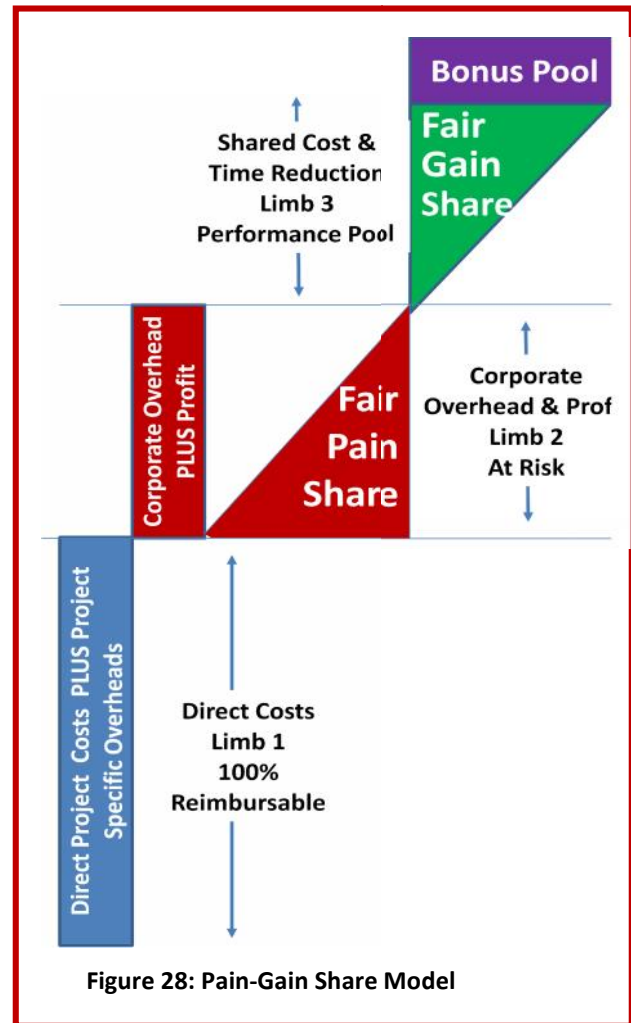 Bonus Pool
Fair
Gain
Share
Shared Cost &
Time Reduction
Limb 3
Performance Pool
Corporate Overhead
PLUS Profit
Fair
Pain
Share
Corporate
Overhead & Prof
Limb 2
At Risk
Direct Project Costs PLUS Project
Specific Overheads
Direct Costs
Limb 1
100%
Reimbursable
Figure 28: Pain-Gain Share Model